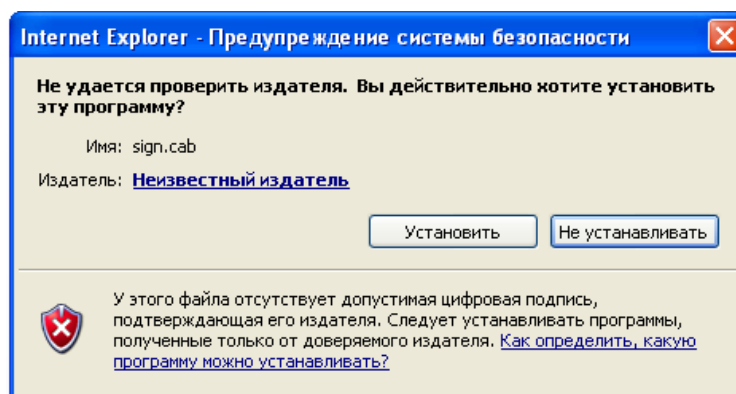 Internet Explorer - Предупреждение системы безопасности
Не удается проверить издателя. Вы действительно хотите установить
эту программу?
Имя: sign.cab
Издатель: Неизвестный издатель
Установить Не устанавливать
У этого файла отсутствует допустимая цифровая подпись,
подтверждающая его издателя. Следует устанавливать программы,
полученные только от доверяемого издателя. Как определить, какую
программу можно устанавливать?